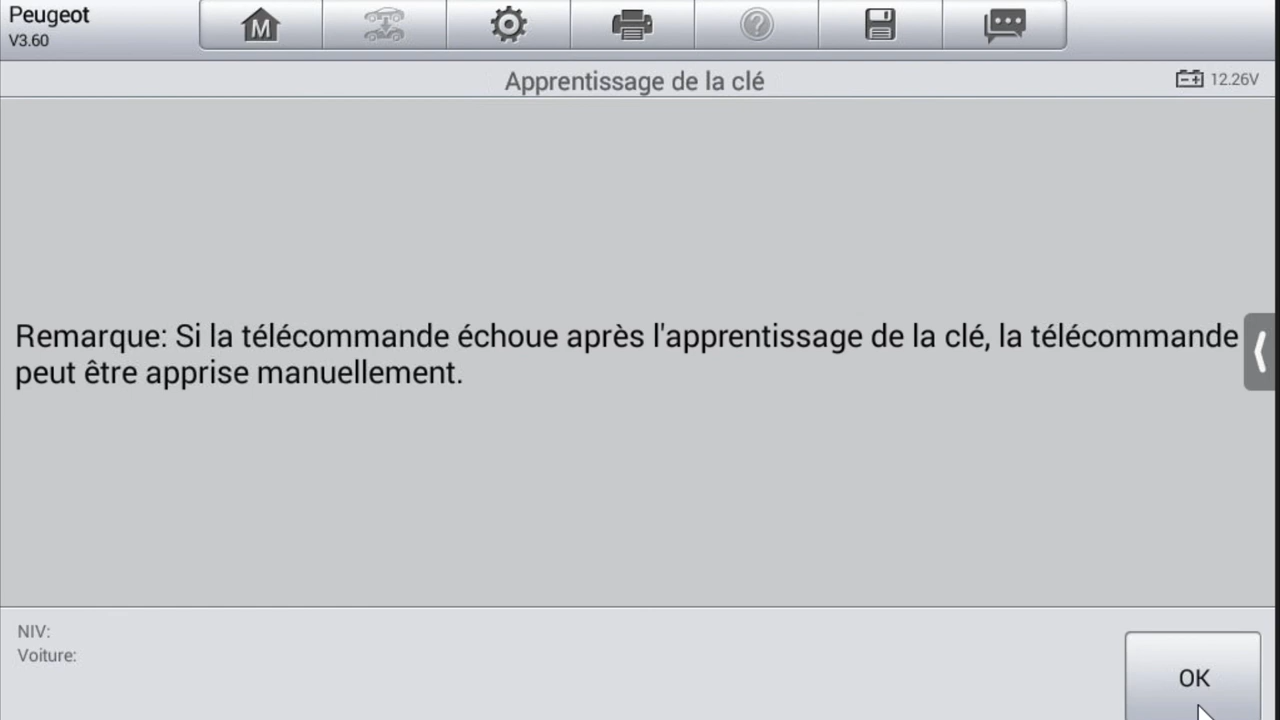 Peugeot
V3.60
M
Apprentissage de la clé
12.26V
Remarque: Si la télécommande échoue après l'apprentissage de la clé, la télécommande
peut être apprise manuellement.
NIV:
Voiture:
OK